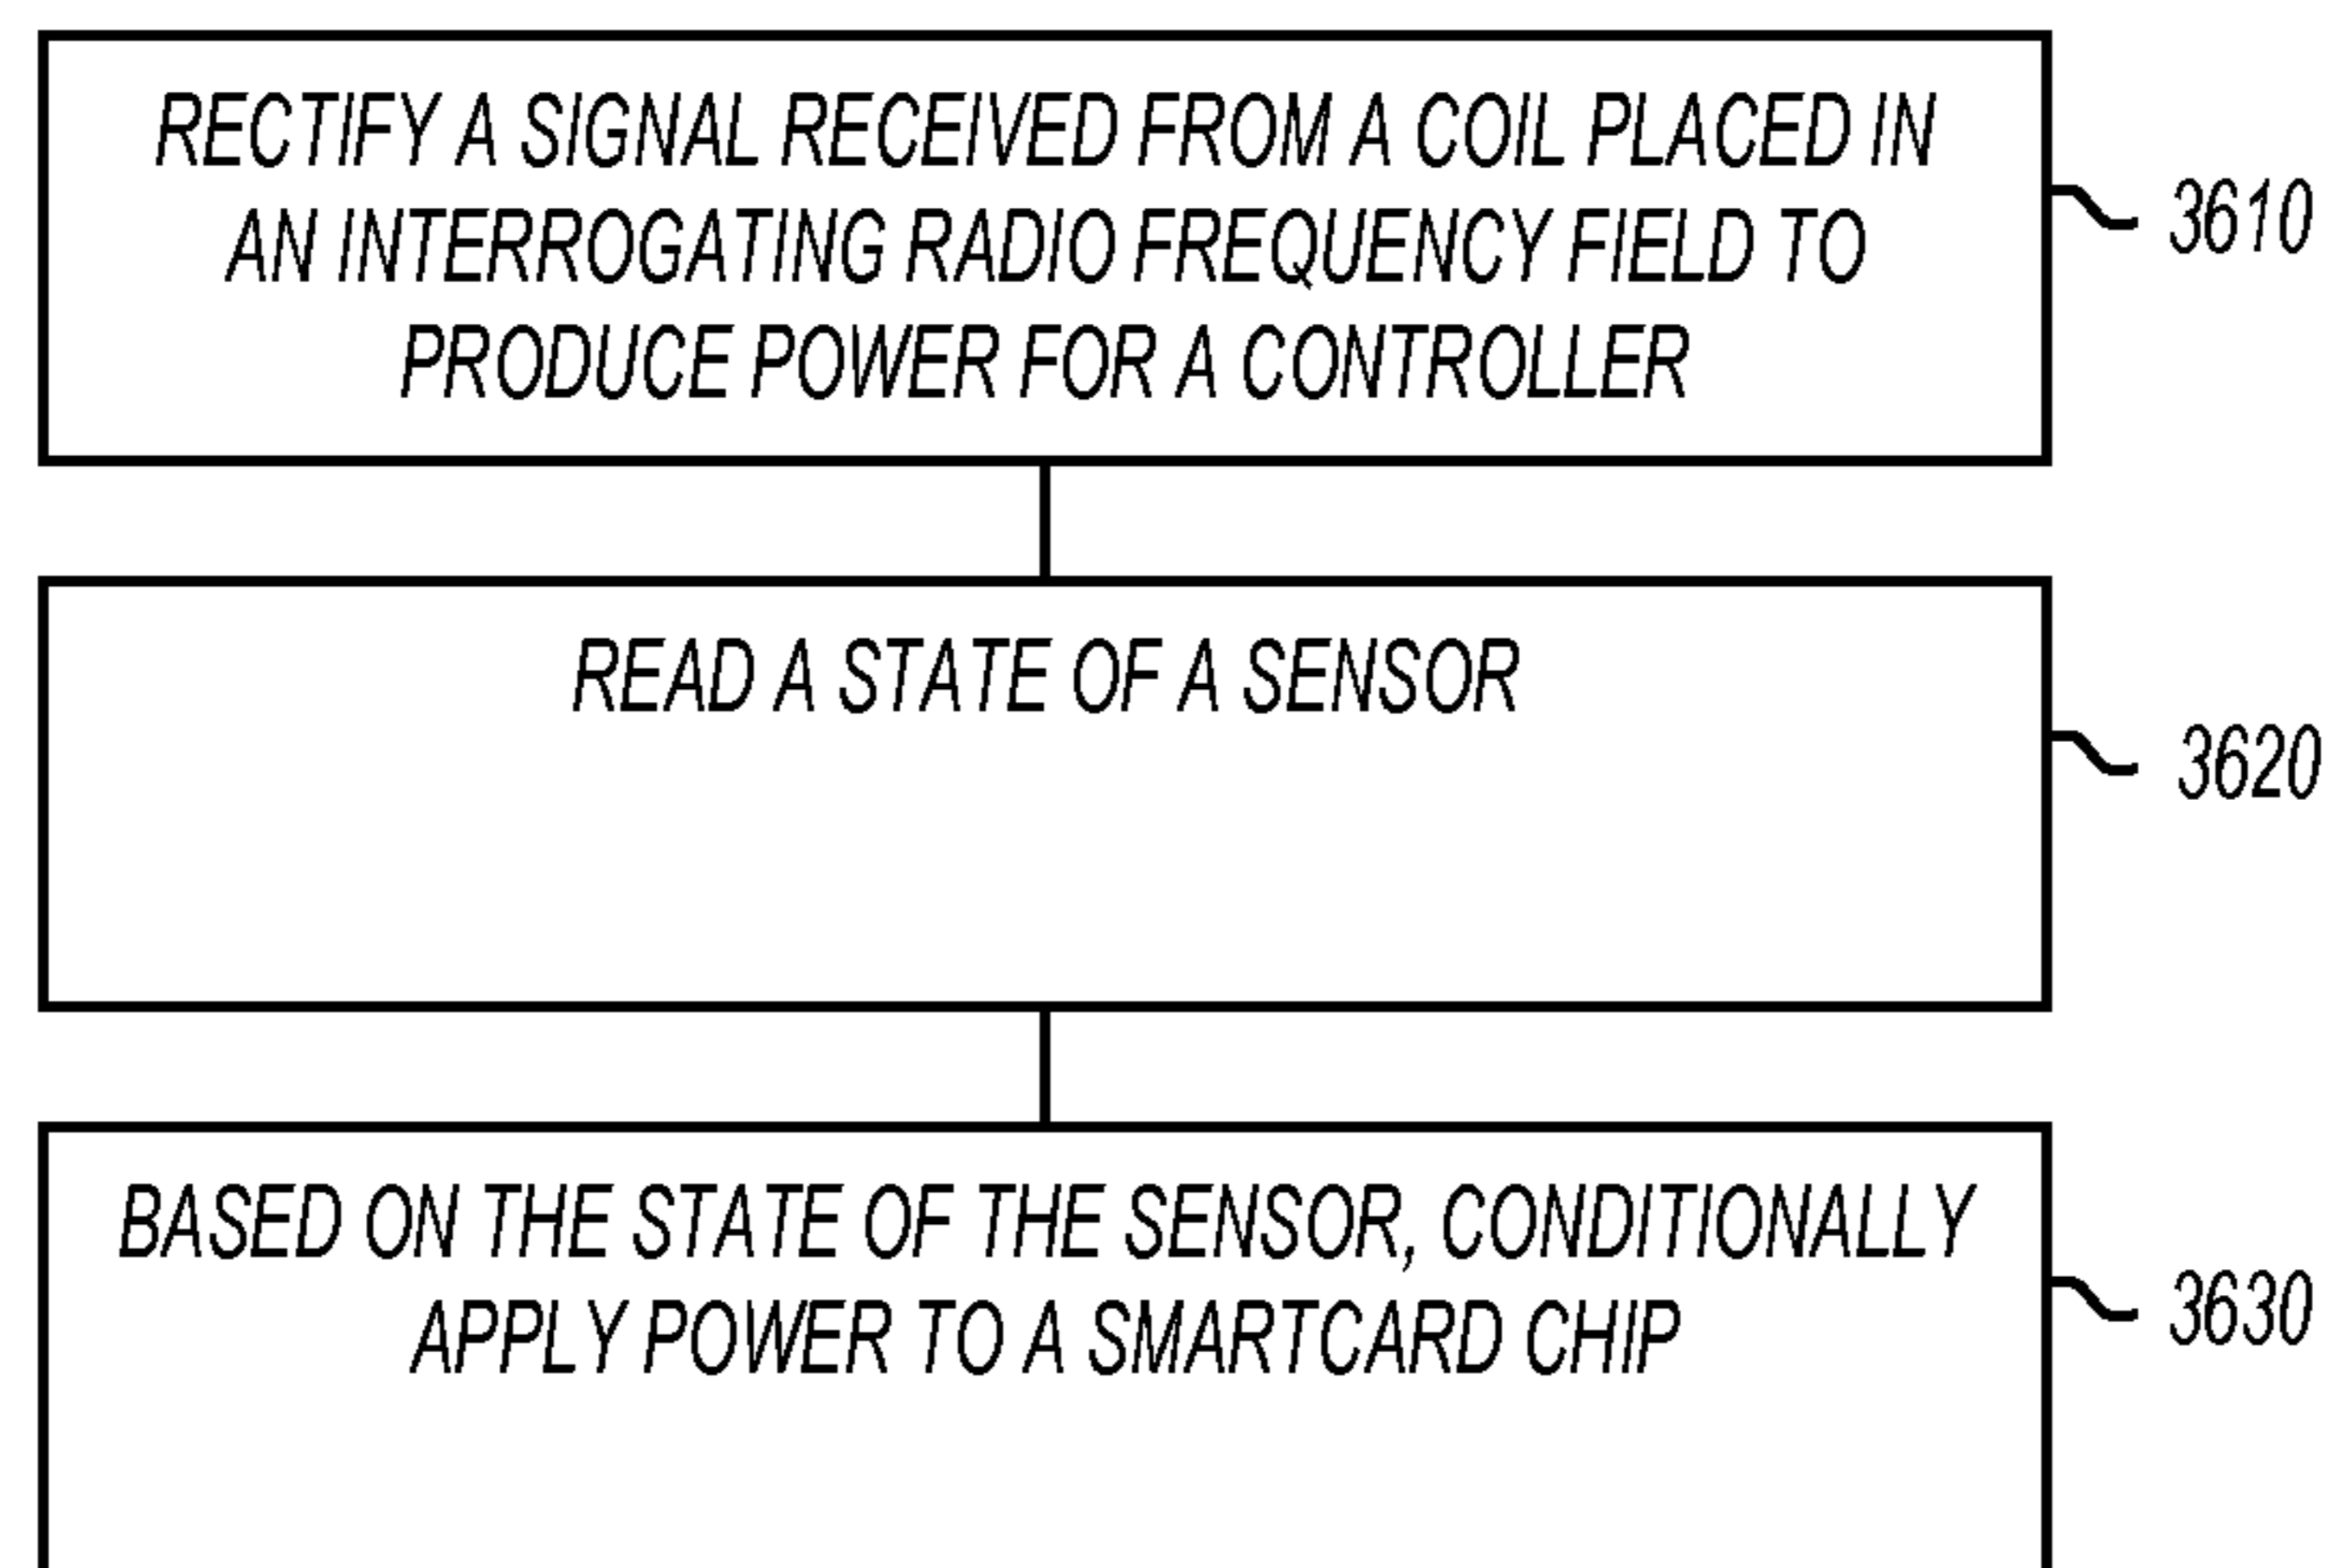 RECTIFY A SIGNAL RECEIVED FROM A COIL PLACED IN
AN INTERROGATING RADIO FREQUENCY FIELD TO
PRODUCE POWER FOR A CONTROLLER
3610
READ A STATE OF A SENSOR
3620
BASED ON THE STATE OF THE SENSOR, CONDITIONALLY
APPLY POWER TO A SMARTCARD CHIP
3630